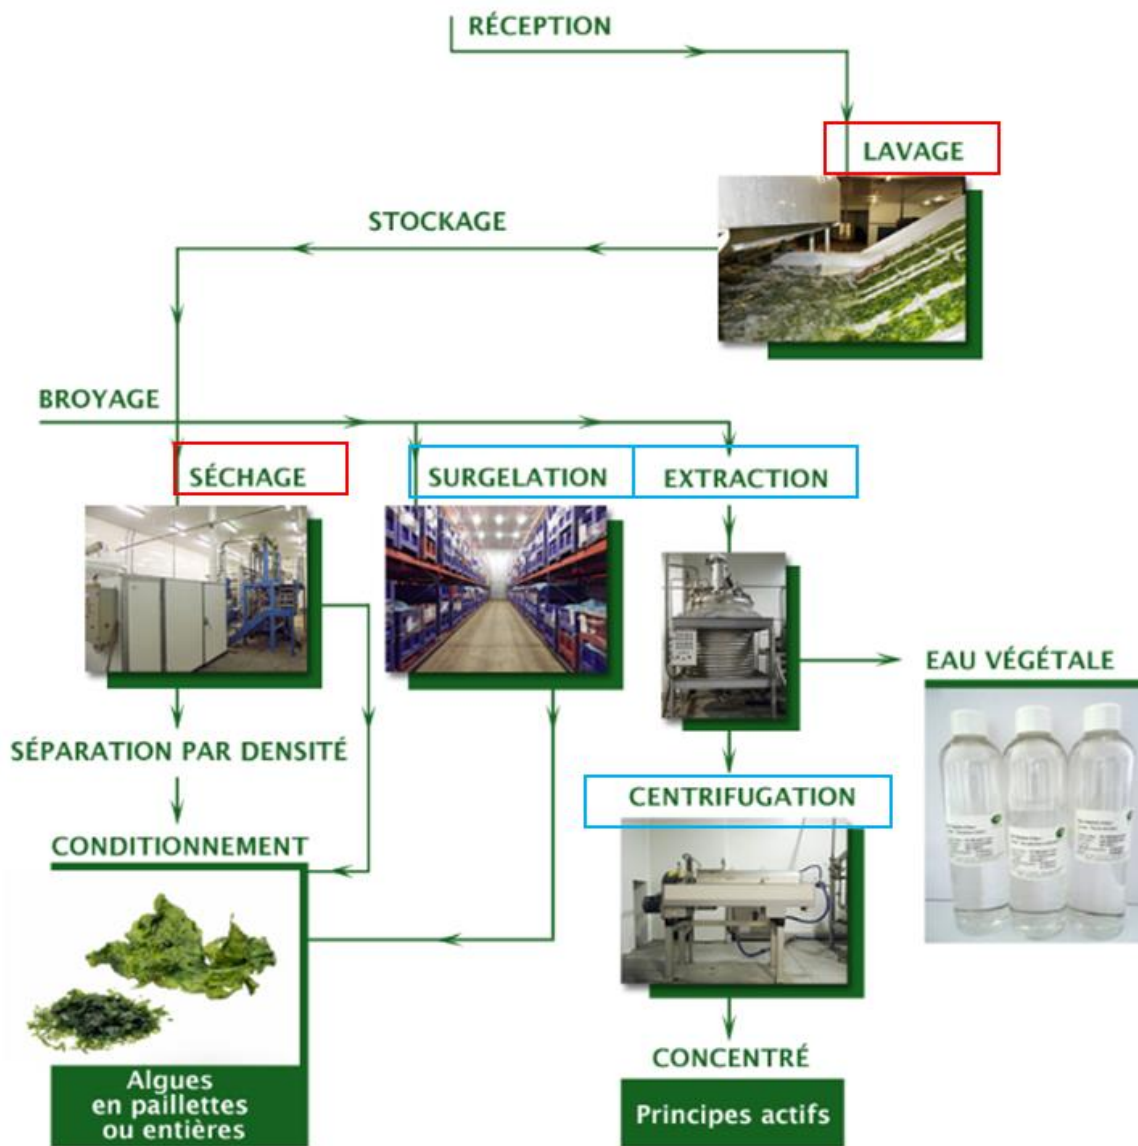 RÉCEPTION
LAVAGE
STOCKAGE
BROYAGE
SÉCHAGE
SURGELATION
EXTRACTION
EAU VÉGÉTALE
SÉPARATION PAR DENSITÉ
CENTRIFUGATION
CONDITIONNEMENT
CONCENTRÉ
Algues
en paillettes
ou entières
Principes actifs